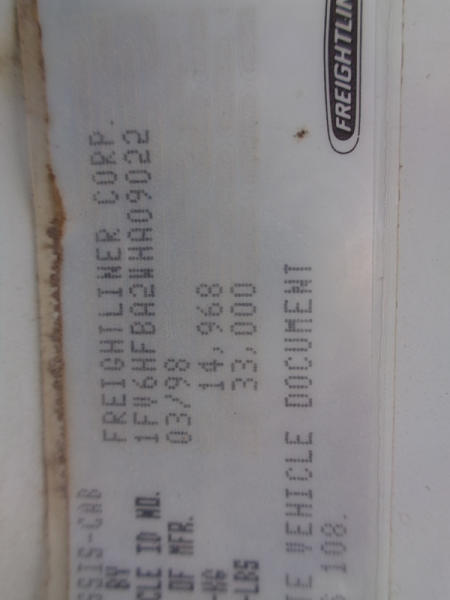 SSIS-CAB
BY FREIGHTLINER CORP.
CLE ID NO. 1FV6HFBA2WHA09022
OF MFR. 03/98
-KG 14,968
-LBS 33,000
E VEHICLE DOCUMENT
108.
FREIGHTLIN